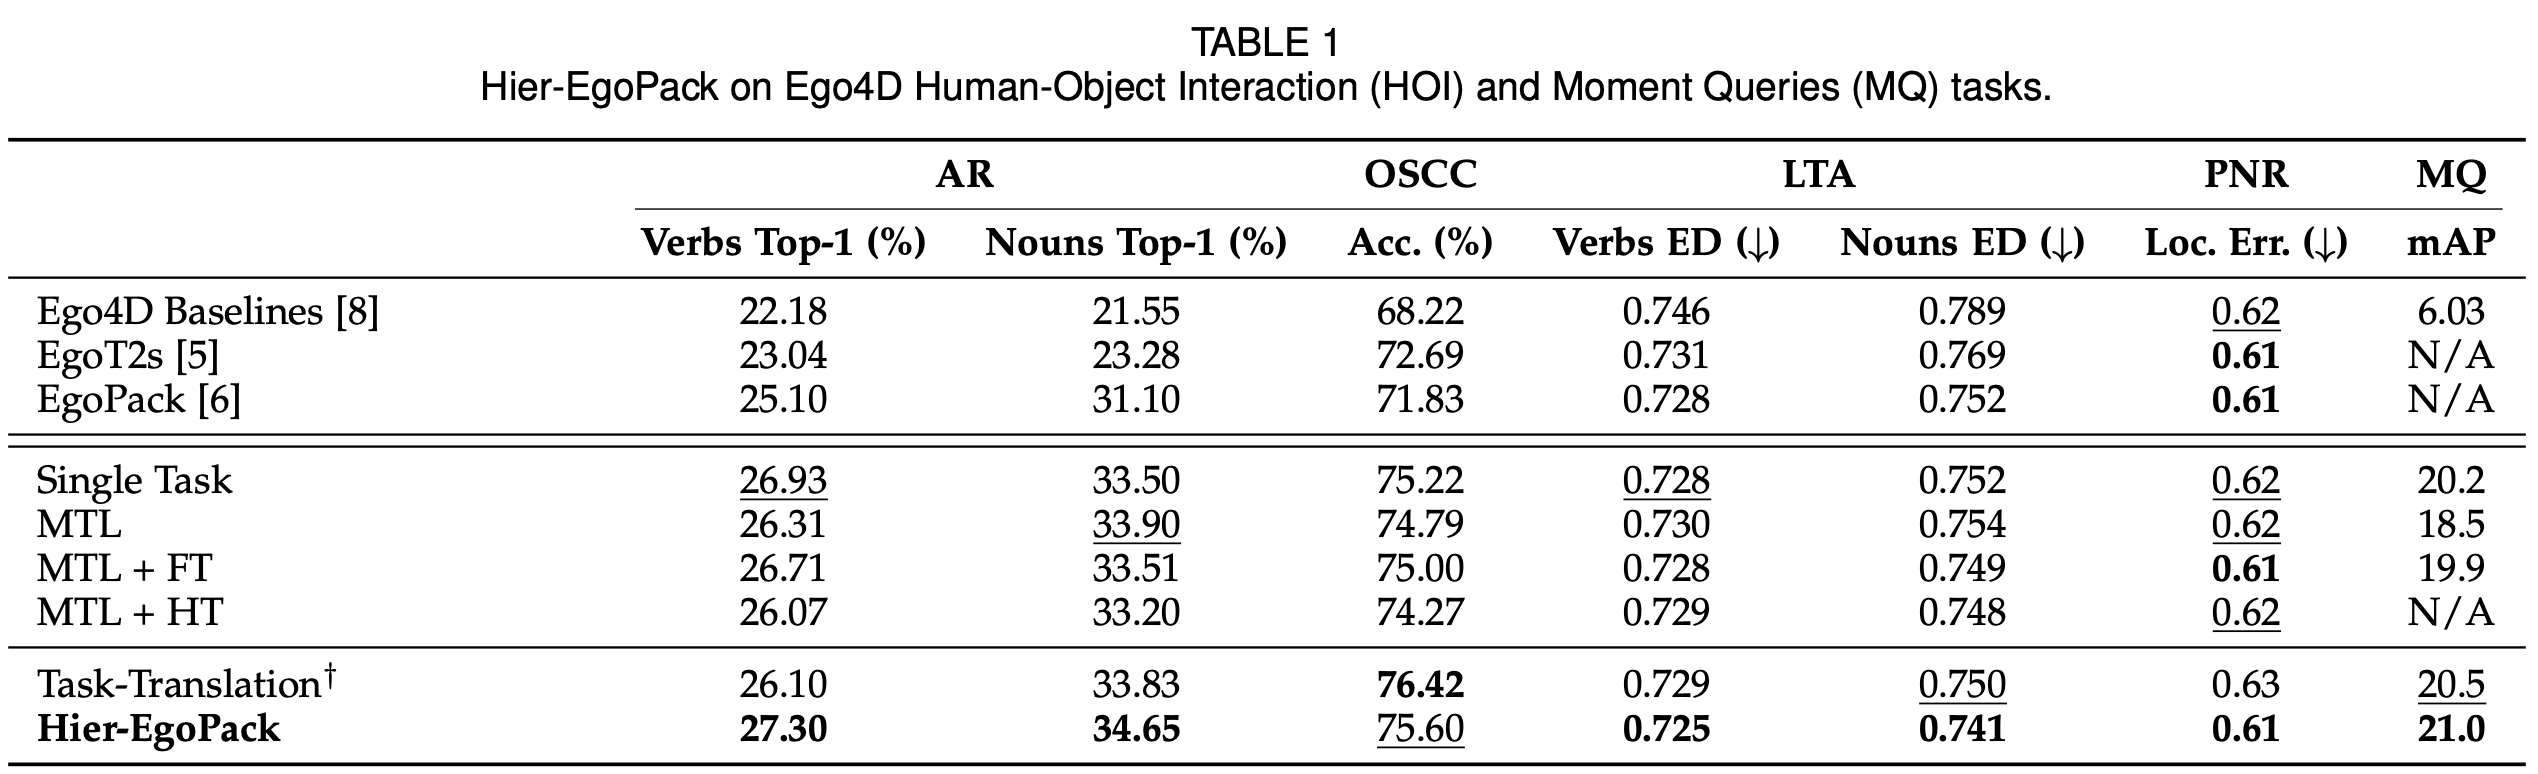 TABLE 1
Hier-EgoPack on Ego4D Human-Object Interaction (HOI) and Moment Queries (MQ) tasks.
AR OSCC LTA PNR MQ
Verbs Top-1 (%) Nouns Top-1 (%) Acc. (%) Verbs ED (↓) Nouns ED (↓) Loc. Err. (↓) mAP
Ego4D Baselines [8] 22.18 21.55 68.22 0.746 0.789 0.62 6.03
EgoT2s [5] 23.04 23.28 72.69 0.731 0.769 0.61 N/A
EgoPack [6] 25.10 31.10 71.83 0.728 0.752 0.61 N/A
Single Task 26.93 33.50 75.22 0.728 0.752 0.62 20.2
MTL 26.31 33.90 74.79 0.730 0.754 0.62 18.5
MTL + FT 26.71 33.51 75.00 0.728 0.749 0.61 19.9
MTL + HT 26.07 33.20 74.27 0.729 0.748 0.62 N/A
Task-Translation† 26.10 33.83 76.42 0.729 0.750 0.63 20.5
Hier-EgoPack 27.30 34.65 75.60 0.725 0.741 0.61 21.0